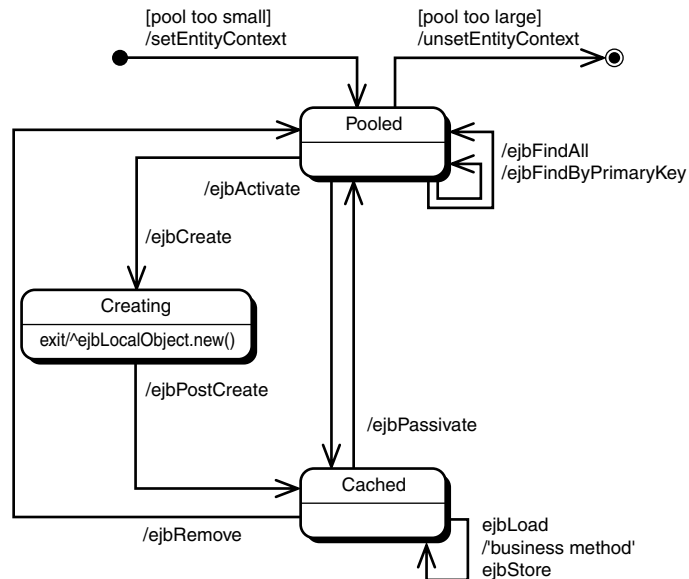 [pool too small]
/setEntityContext
[pool too large]
/unsetEntityContext
Pooled
/ejbFindAll
/ejbFindByPrimaryKey
/ejbActivate
/ejbCreate
Creating
exit/^ejbLocalObject.new()
/ejbPostCreate
/ejbPassivate
Cached
/ejbRemove
ejbLoad
/'business method'
ejbStore